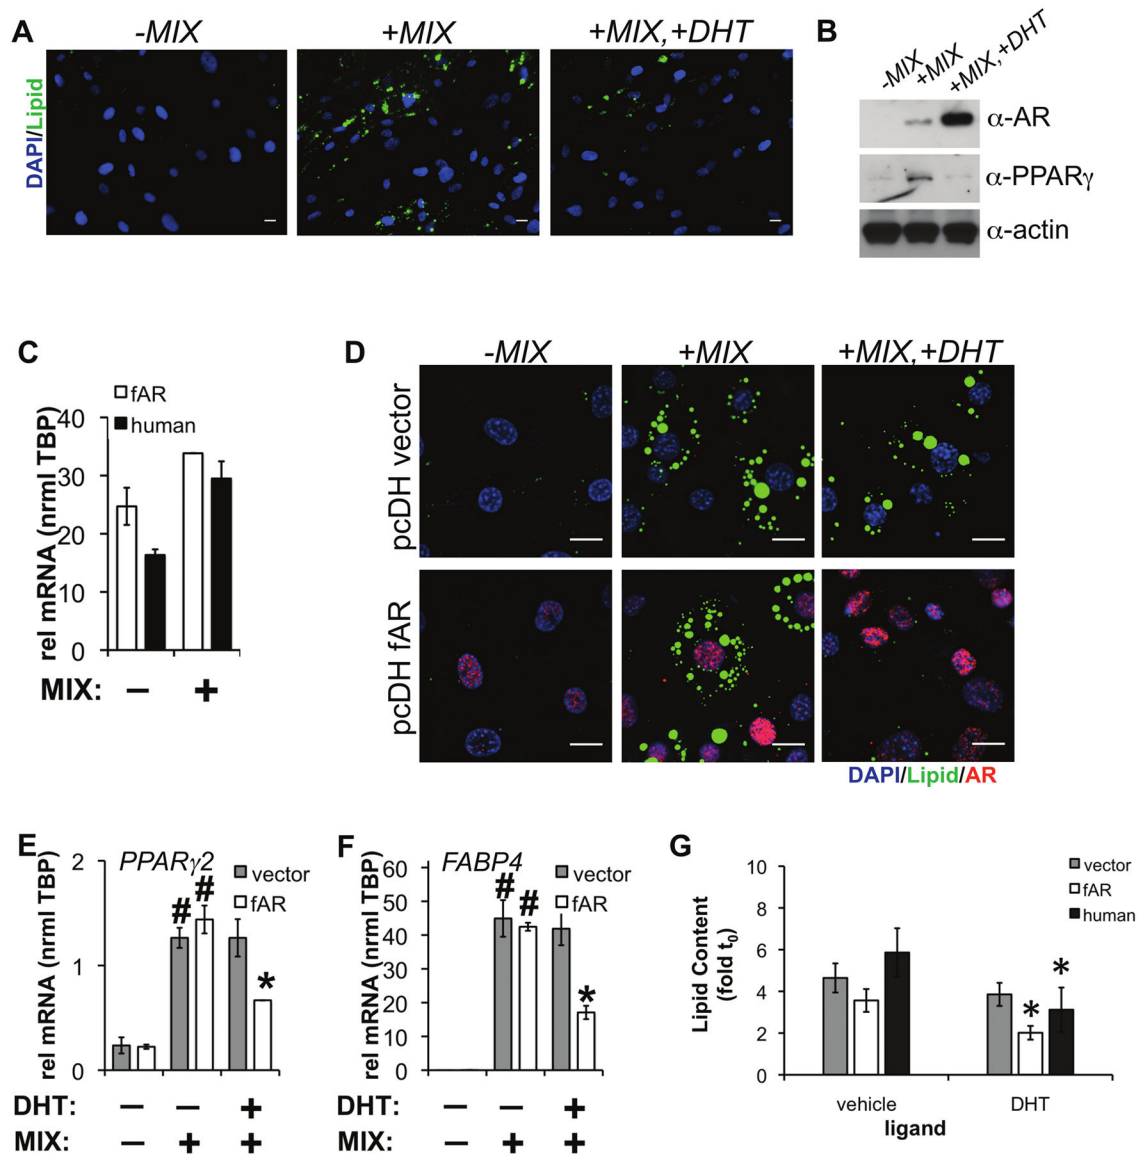 A
-MIX
+MIX
+MIX,+DHT
DAPI/Lipid
B
-MIX
+MIX
+MIX,+DHT
α-AR
α-PPARγ
α-actin
C
fAR
human
rel mRNA (nrml TBP)
40
30
20
10
0
MIX: − +
D
-MIX
+MIX
+MIX,+DHT
pcDH vector
pcDH fAR
DAPI/Lipid/AR
E
PPARγ2
vector
fAR
rel mRNA (nrml TBP)
2
1
0
# # *
DHT: − − +
MIX: − + +
F
FABP4
vector
fAR
rel mRNA (nrml TBP)
60
50
40
30
20
10
0
# # *
DHT: − − +
MIX: − + +
G
vector
fAR
human
Lipid Content
(fold t0)
10
8
6
4
2
0
* *
vehicle DHT
ligand